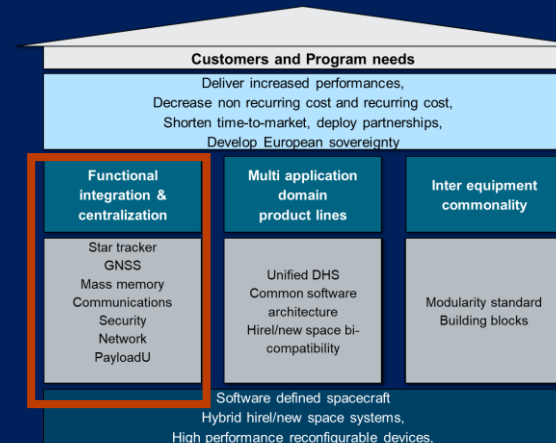 Customers and Program needs
Deliver increased performances,
Decrease non recurring cost and recurring cost,
Shorten time-to-market, deploy partnerships,
Develop European sovereignty
Functional
integration &
centralization
Star tracker
GNSS
Mass memory
Communications
Security
Network
PayloadU
Multi application
domain
product lines
Unified DHS
Common software
architecture
Hirel/new space bi-
compatibility
Inter equipment
commonality
Modularity standard
Building blocks
Software defined spacecraft
Hybrid hirel/new space systems,
High performance reconfigurable devices,